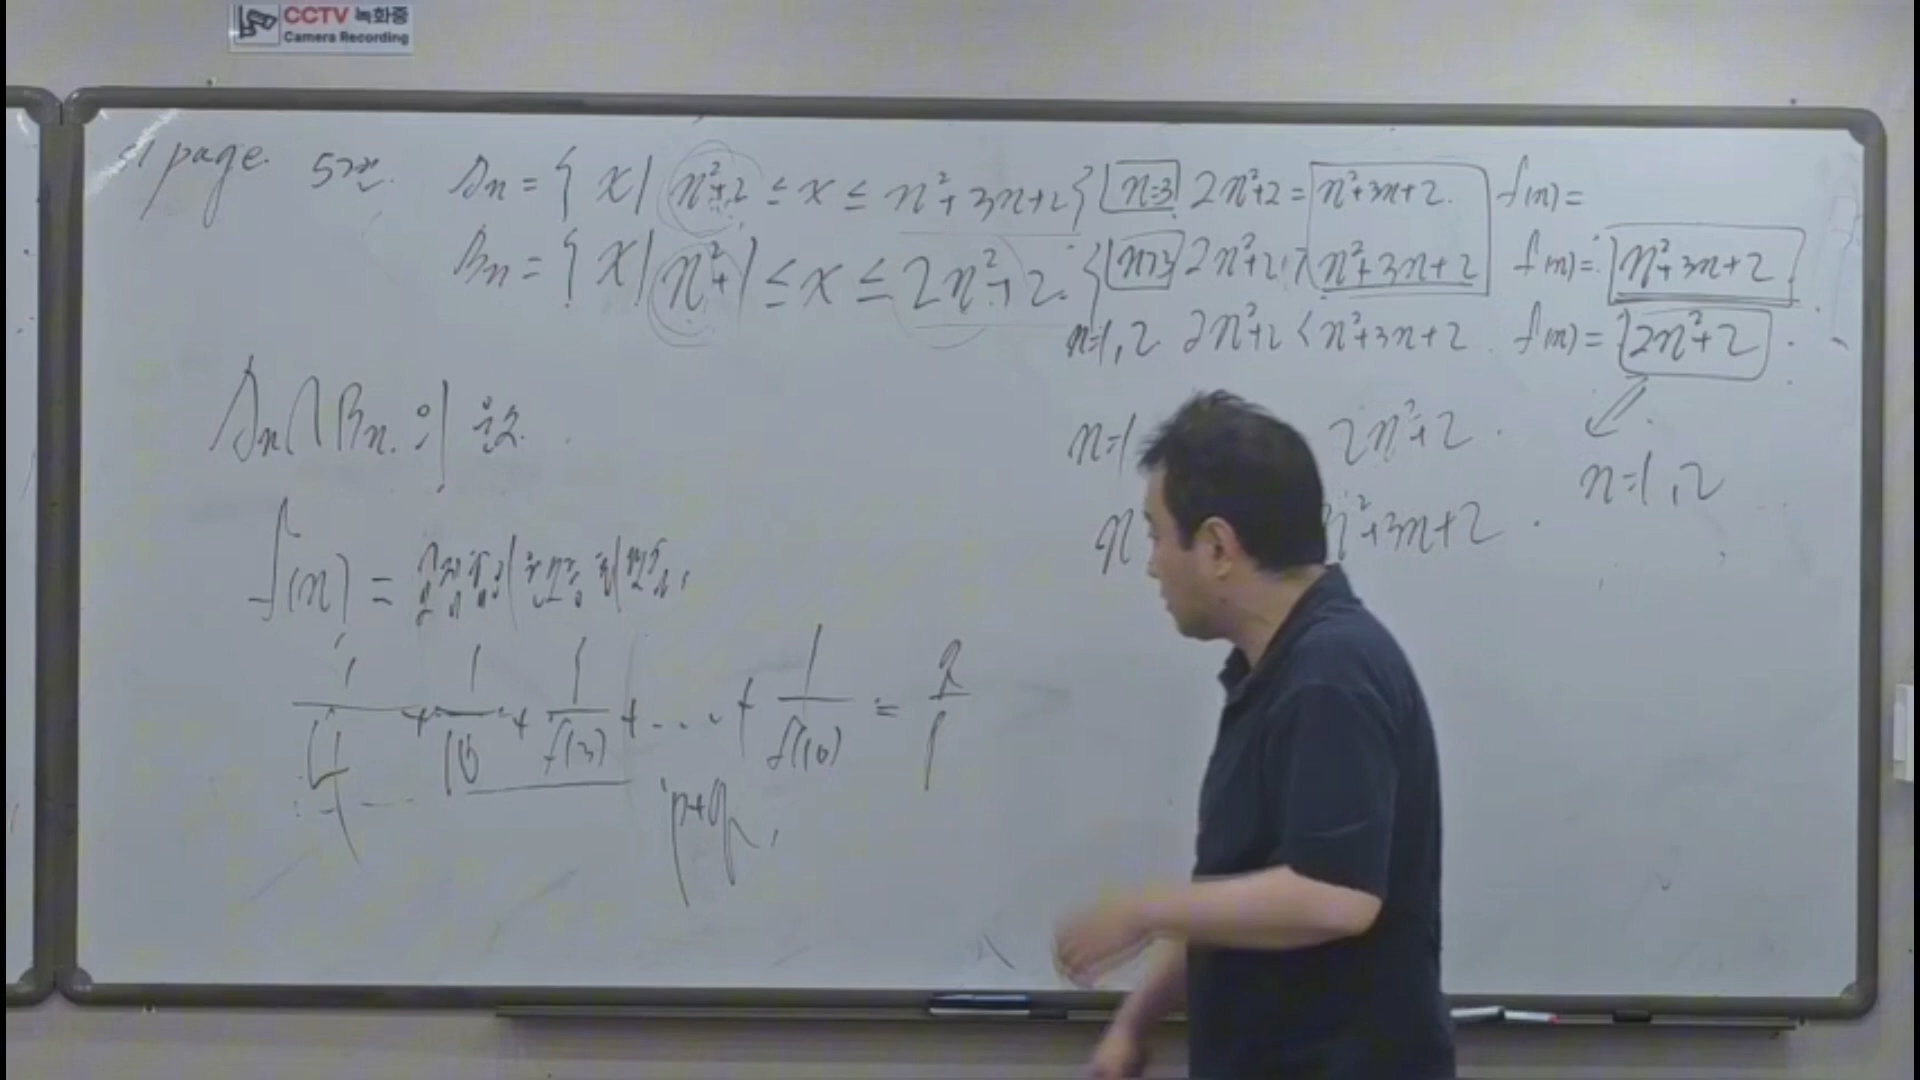 CCTV 녹화중
Camera Recording
page. 5번.
Aₙ = { x | n²+2 ≤ x ≤ n²+3n+2 }
Bₙ = { x | n²+1 ≤ x ≤ 2n²+2 }
n=3 2n²+2 = n²+3n+2. f(n)=
n>3 2n²+2 > n²+3n+2 f(n)= n²+3n+2
n=1,2 2n²+2 < n²+3n+2. f(n)= 2n²+2
Aₙ∩Bₙ의 원소
n=1 2n²+2
n=1,2
n n²+3n+2
f(n) =
1/4 + 1/10 + 1/f(3) + ... + 1/f(10) = q/p
p+q